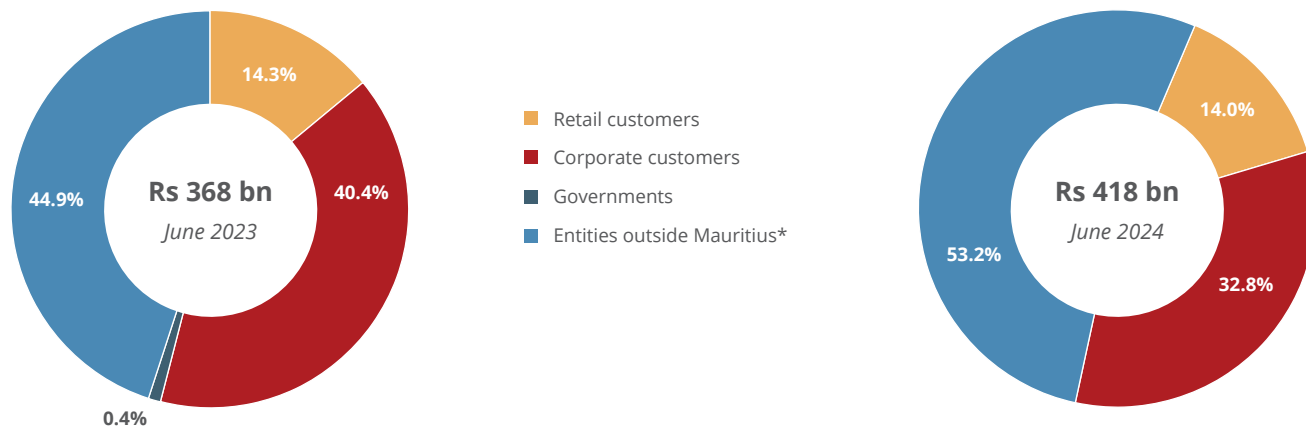 14.3%
40.4%
44.9%
0.4%
Rs 368 bn
June 2023
Retail customers
Corporate customers
Governments
Entities outside Mauritius*
14.0%
32.8%
53.2%
Rs 418 bn
June 2024